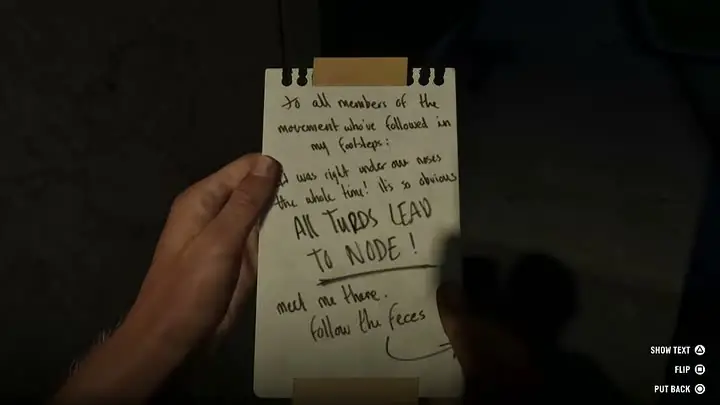 To all members of the
movement who've followed in
my footsteps:
It was right under our noses
the whole time! It's so obvious
All TURDS LEAD
TO NODE!
meet me there.
follow the feces
SHOW TEXT
FLIP
PUT BACK